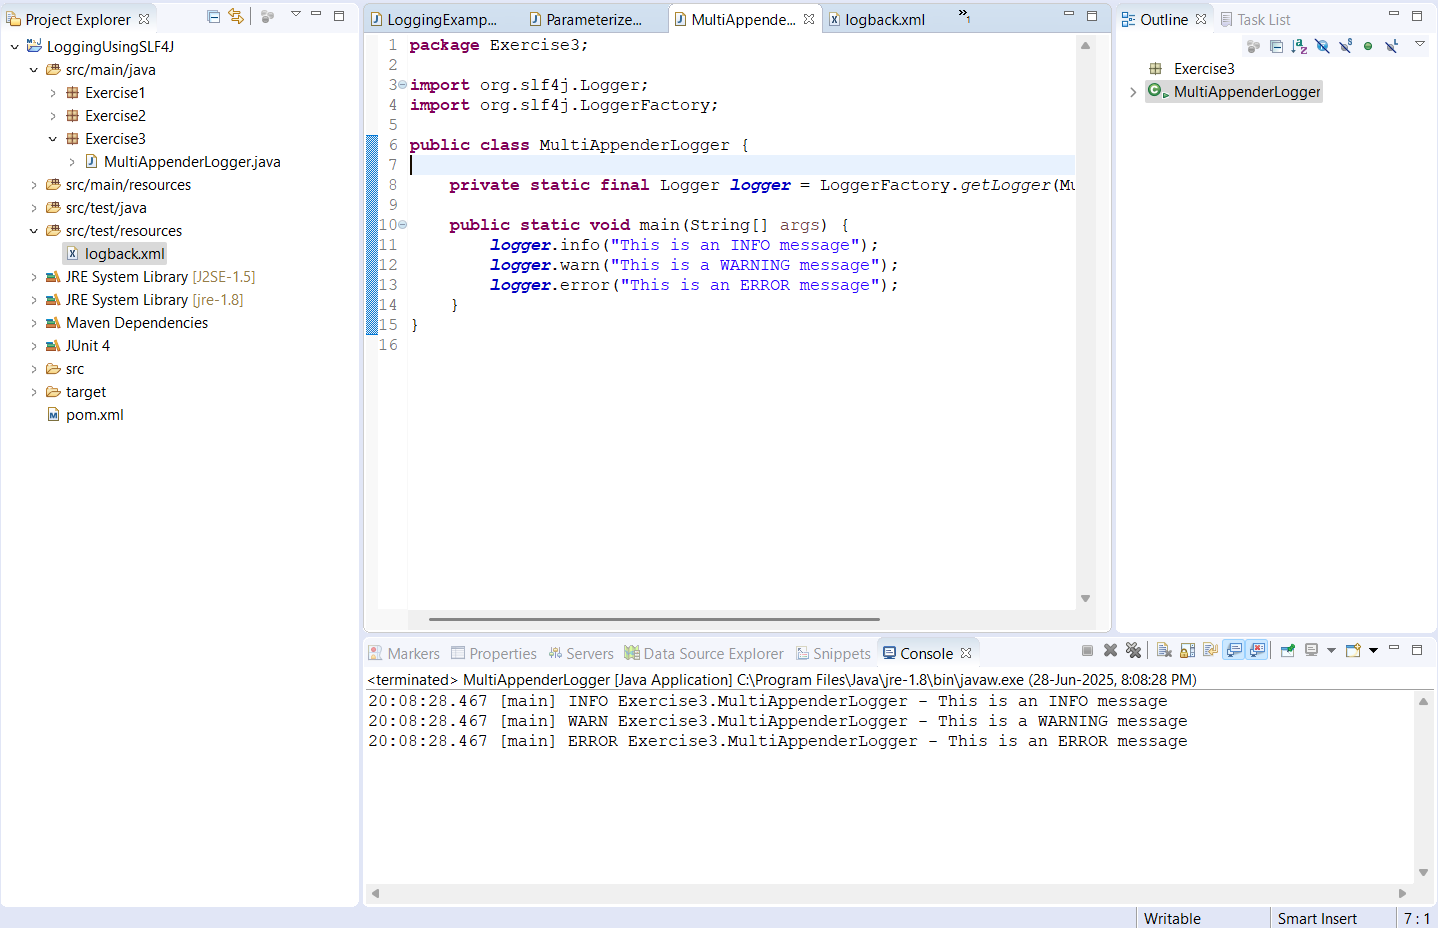 Project Explorer
LoggingUsingSLF4J
src/main/java
Exercise1
Exercise2
Exercise3
MultiAppenderLogger.java
src/main/resources
src/test/java
src/test/resources
logback.xml
JRE System Library [J2SE-1.5]
JRE System Library [jre-1.8]
Maven Dependencies
JUnit 4
src
target
pom.xml
LoggingExamp... Parameterize... MultiAppende... logback.xml »1
1 package Exercise3;
2
3 import org.slf4j.Logger;
4 import org.slf4j.LoggerFactory;
5
6 public class MultiAppenderLogger {
7
8     private static final Logger logger = LoggerFactory.getLogger(Mu
9
10     public static void main(String[] args) {
11         logger.info("This is an INFO message");
12         logger.warn("This is a WARNING message");
13         logger.error("This is an ERROR message");
14     }
15 }
16
Outline Task List
Exercise3
MultiAppenderLogger
Markers Properties Servers Data Source Explorer Snippets Console
<terminated> MultiAppenderLogger [Java Application] C:\Program Files\Java\jre-1.8\bin\javaw.exe (28-Jun-2025, 8:08:28 PM)
20:08:28.467 [main] INFO Exercise3.MultiAppenderLogger - This is an INFO message
20:08:28.467 [main] WARN Exercise3.MultiAppenderLogger - This is a WARNING message
20:08:28.467 [main] ERROR Exercise3.MultiAppenderLogger - This is an ERROR message
Writable Smart Insert 7 : 1